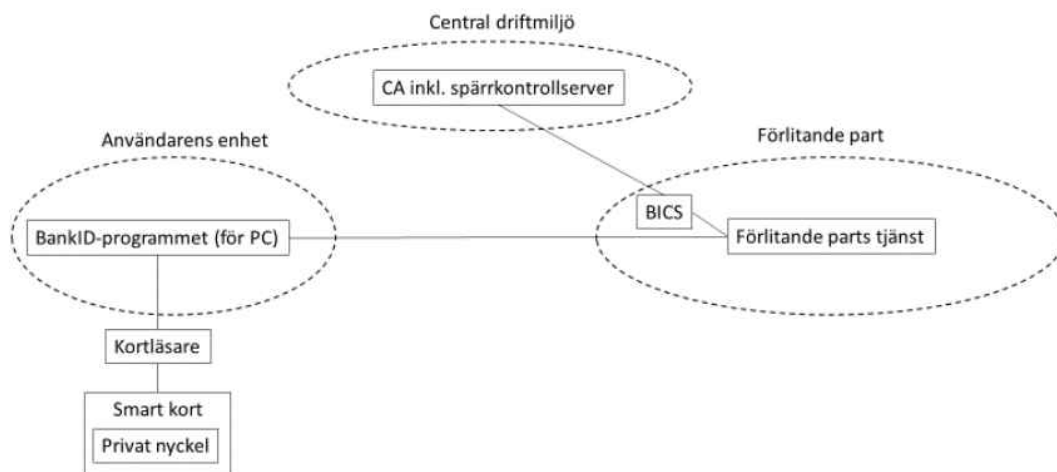 Central driftmiljö
CA inkl. spärrkontrollserver
Användarens enhet
Förlitande part
BICS
BankID-programmet (för PC)
Förlitande parts tjänst
Kortläsare
Smart kort
Privat nyckel